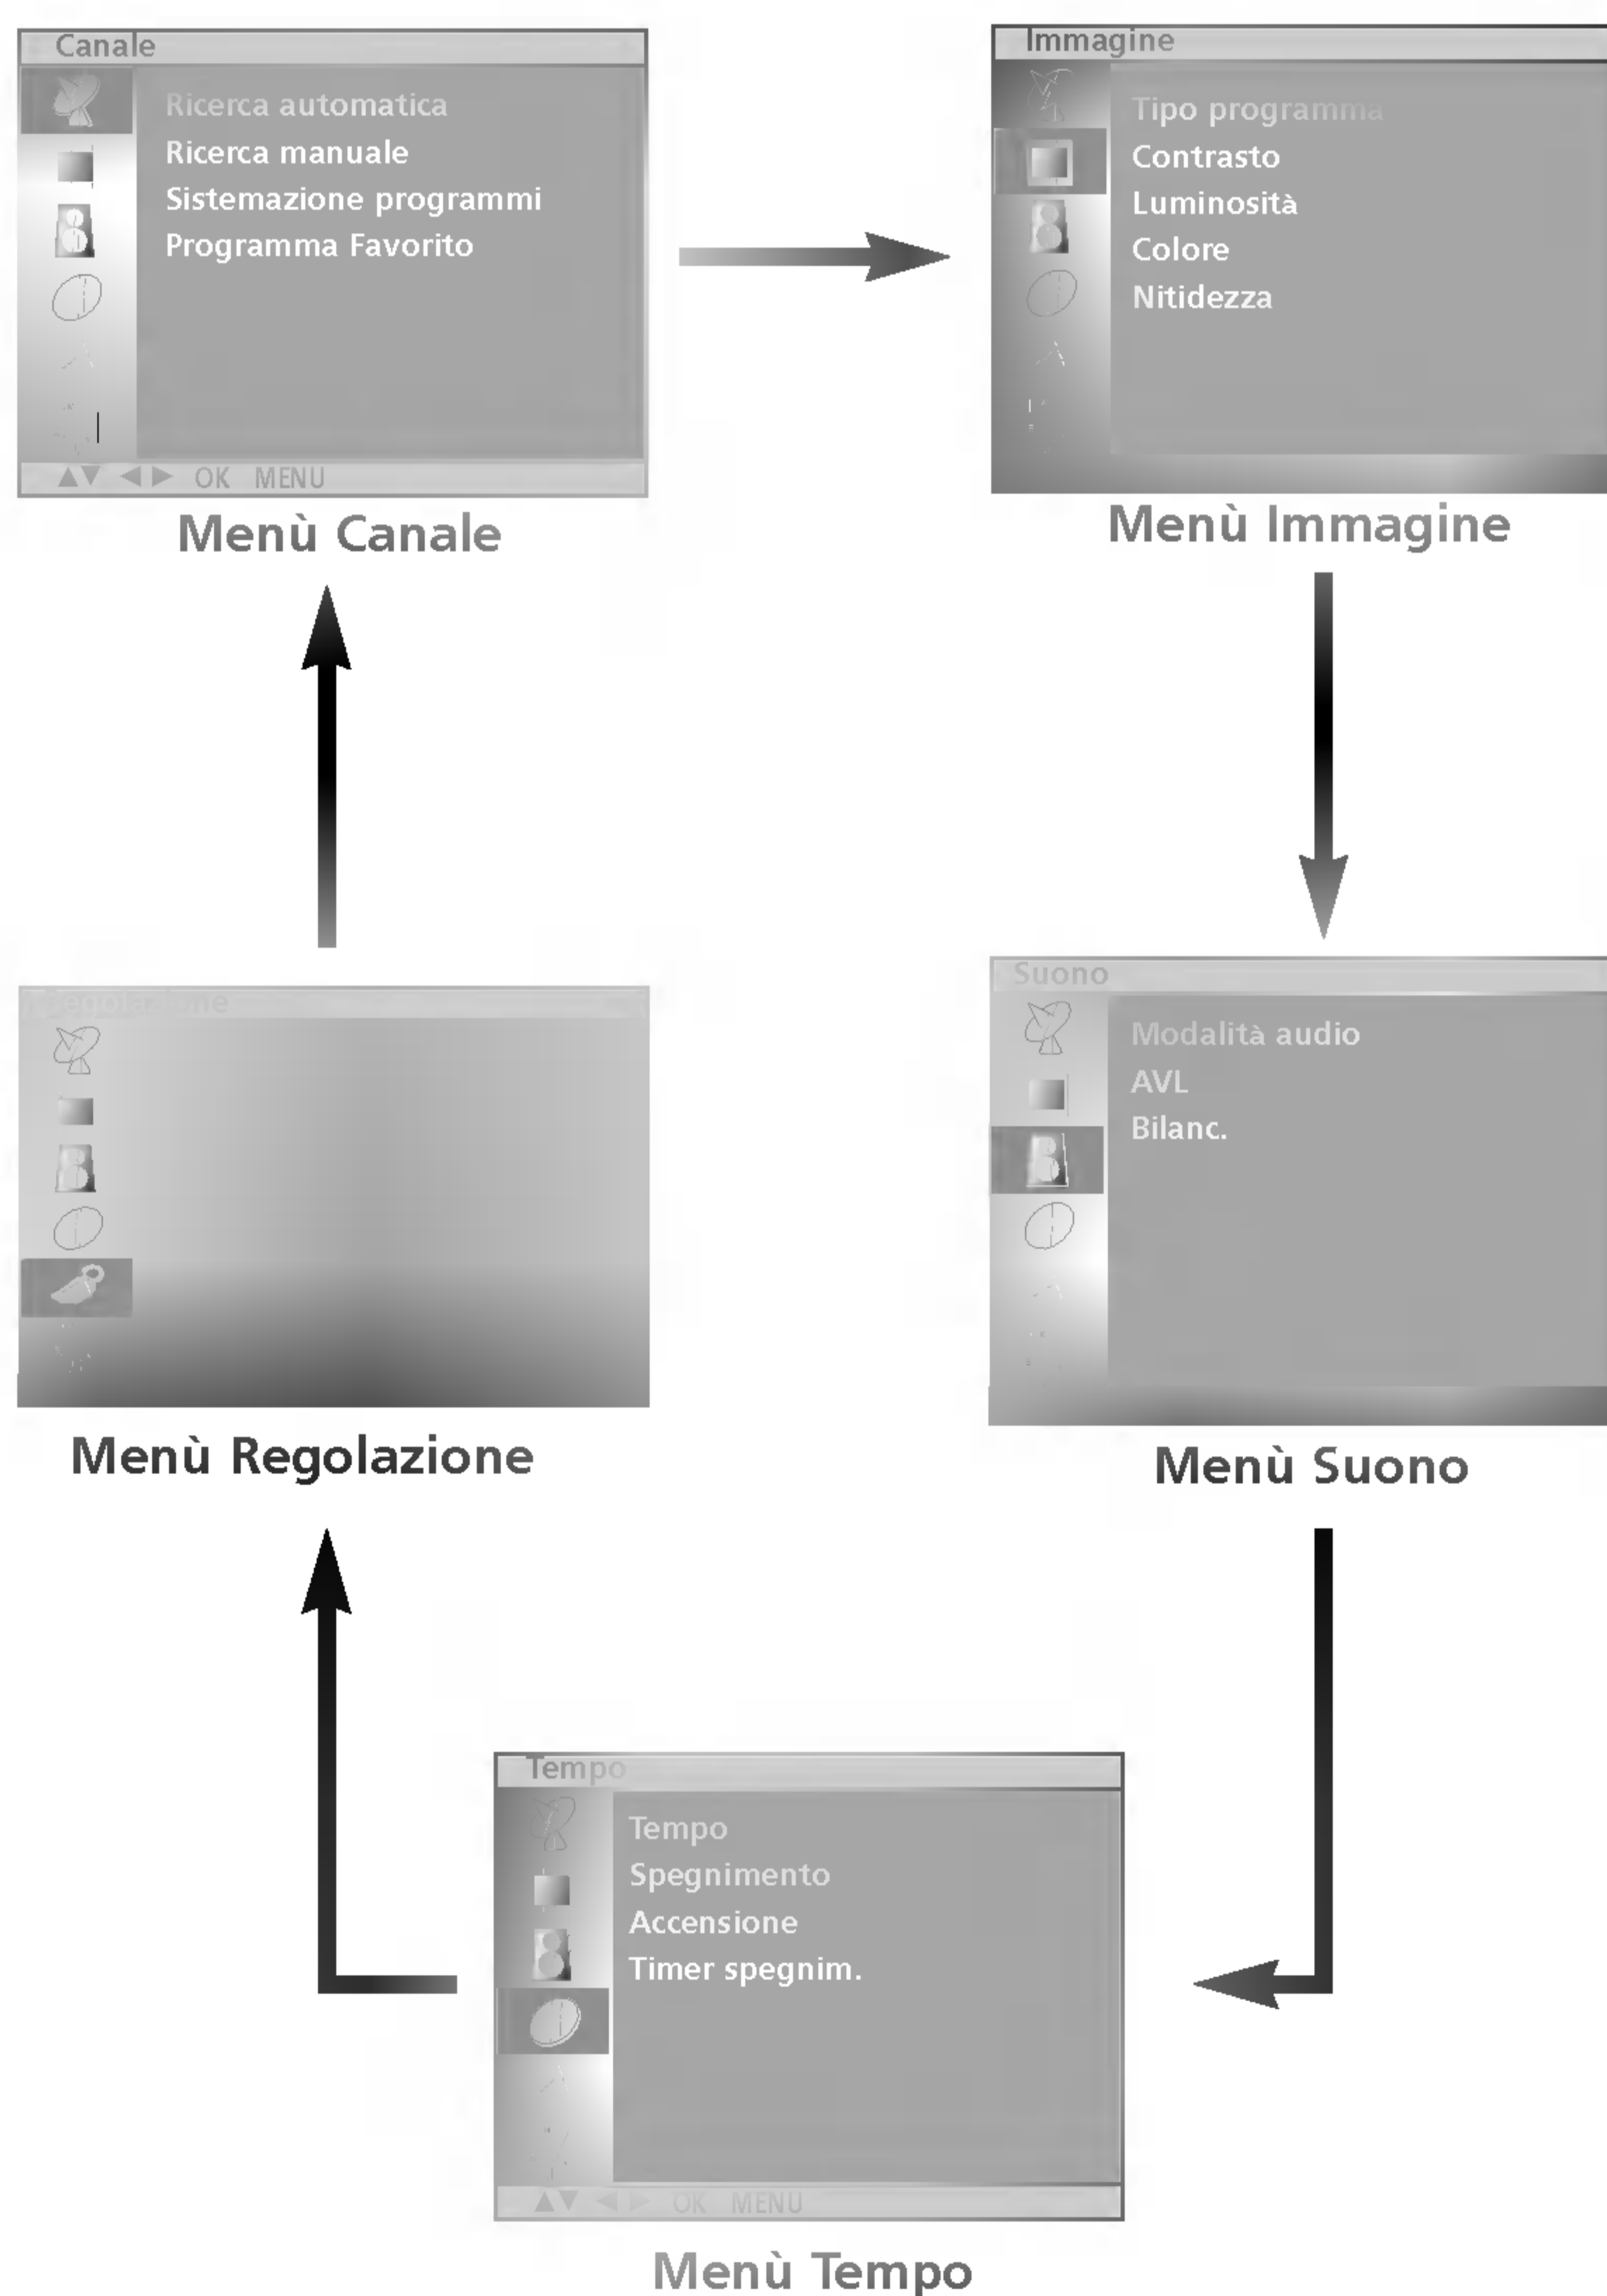 Canale
Ricerca automatica
Ricerca manuale
Sistemazione programmi
Programma Favorito
▲▼ ◀▶ OK MENU
Menù Canale
Immagine
Tipo programma
Contrasto
Luminosità
Colore
Nitidezza
Menù Immagine
Regolazione
Menù Regolazione
Suono
Modalità audio
AVL
Bilanc.
Menù Suono
Tempo
Tempo
Spegnimento
Accensione
Timer spegnim.
▲▼ ◀▶ OK MENU
Menù Tempo